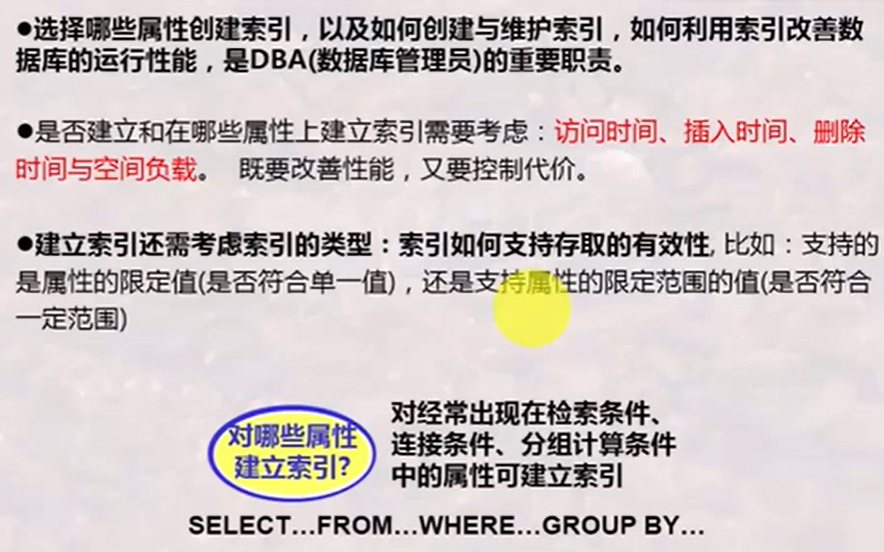 ●选择哪些属性创建索引，以及如何创建与维护索引，如何利用索引改善数
据库的运行性能，是DBA(数据库管理员)的重要职责。
●是否建立和在哪些属性上建立索引需要考虑：访问时间、插入时间、删除
时间与空间负载。 既要改善性能，又要控制代价。
●建立索引还需考虑索引的类型：索引如何支持存取的有效性, 比如：支持的
是属性的限定值(是否符合单一值)，还是支持属性的限定范围的值(是否符合
一定范围)
对哪些属性
建立索引?
对经常出现在检索条件、
连接条件、分组计算条件
中的属性可建立索引
SELECT...FROM...WHERE...GROUP BY...